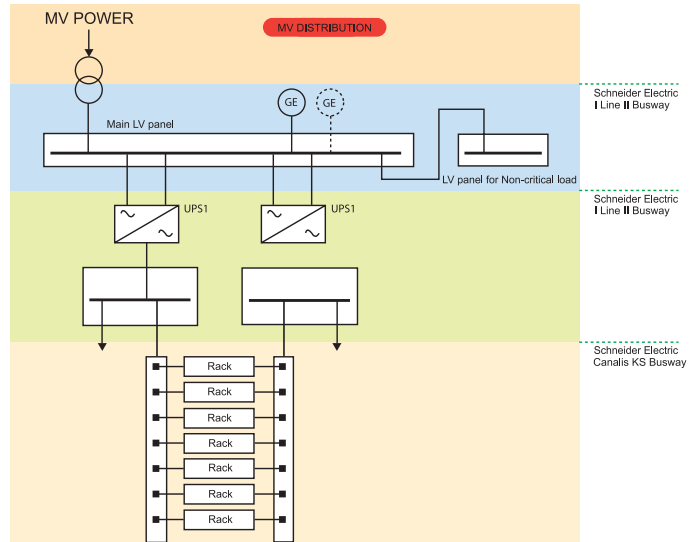 MV POWER
MV DISTRIBUTION
Schneider Electric
I Line II Busway
GE
GE
Main LV panel
LV panel for Non-critical load
Schneider Electric
I Line II Busway
UPS1
UPS1
Schneider Electric
Canalis KS Busway
Rack
Rack
Rack
Rack
Rack
Rack
Rack